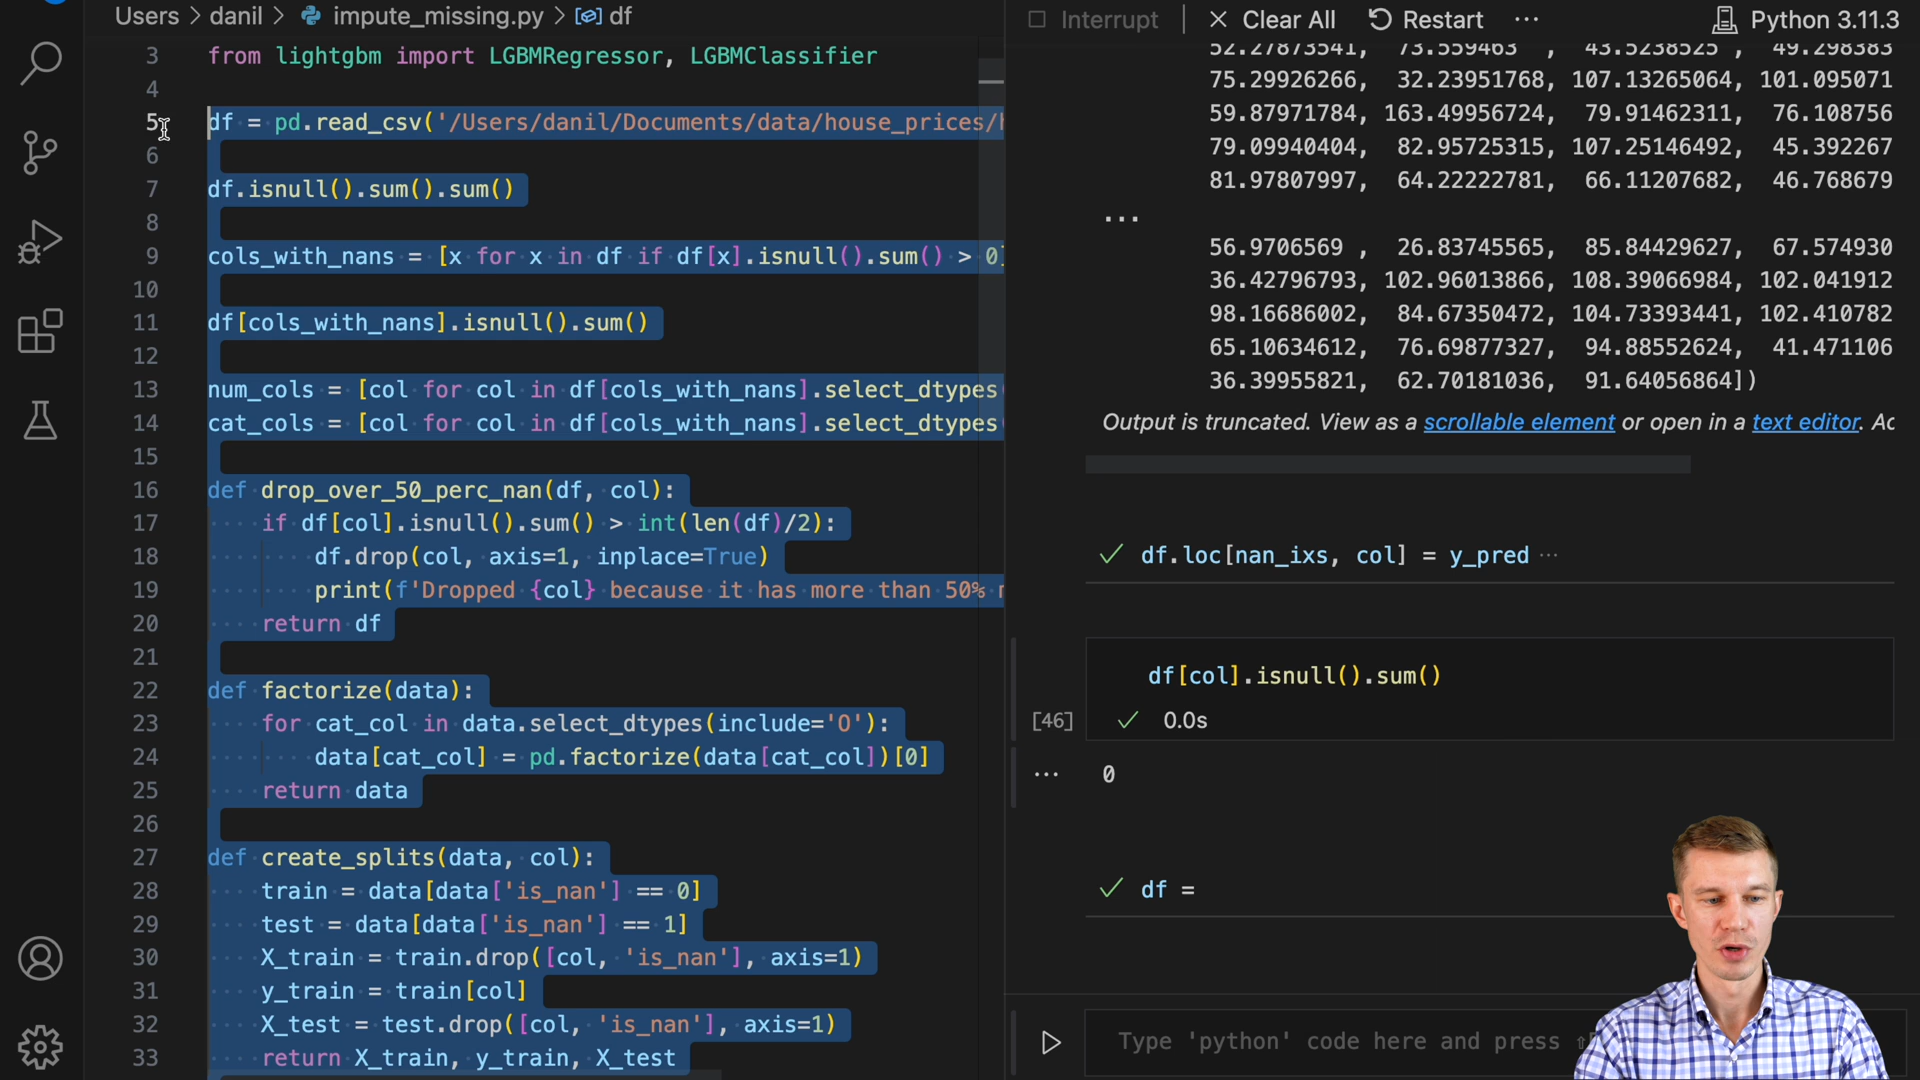 Users > danil > impute_missing.py > df
3 from lightgbm import LGBMRegressor, LGBMClassifier
4
5 df = pd.read_csv('/Users/danil/Documents/data/house_prices/
6
7 df.isnull().sum().sum()
8
9 cols_with_nans = [x for x in df if df[x].isnull().sum() > 0]
10
11 df[cols_with_nans].isnull().sum()
12
13 num_cols = [col for col in df[cols_with_nans].select_dtypes(
14 cat_cols = [col for col in df[cols_with_nans].select_dtypes(
15
16 def drop_over_50_perc_nan(df, col):
17 if df[col].isnull().sum() > int(len(df)/2):
18 df.drop(col, axis=1, inplace=True)
19 print(f'Dropped {col} because it has more than 50%
20 return df
21
22 def factorize(data):
23 for cat_col in data.select_dtypes(include='O'):
24 data[cat_col] = pd.factorize(data[cat_col])[0]
25 return data
26
27 def create_splits(data, col):
28 train = data[data['is_nan'] == 0]
29 test = data[data['is_nan'] == 1]
30 X_train = train.drop([col, 'is_nan'], axis=1)
31 y_train = train[col]
32 X_test = test.drop([col, 'is_nan'], axis=1)
33 return X_train, y_train, X_test
Interrupt | Clear All Restart ··· Python 3.11.3
52.27873541, 73.559463 , 43.5238525 , 49.298383
75.29926266, 32.23951768, 107.13265064, 101.095071
59.87971784, 163.49956724, 79.91462311, 76.108756
79.09940404, 82.95725315, 107.25146492, 45.392267
81.97807997, 64.22222781, 66.11207682, 46.768679
...
56.9706569 , 26.83745565, 85.84429627, 67.574930
36.42796793, 102.96013866, 108.39066984, 102.041912
98.16686002, 84.67350472, 104.73393441, 102.410782
65.10634612, 76.69877327, 94.88552624, 41.471106
36.39955821, 62.70181036, 91.64056864])
Output is truncated. View as a scrollable element or open in a text editor.
df.loc[nan_ixs, col] = y_pred ···
df[col].isnull().sum()
[46] 0.0s
··· 0
df =
Type 'python' code here and press